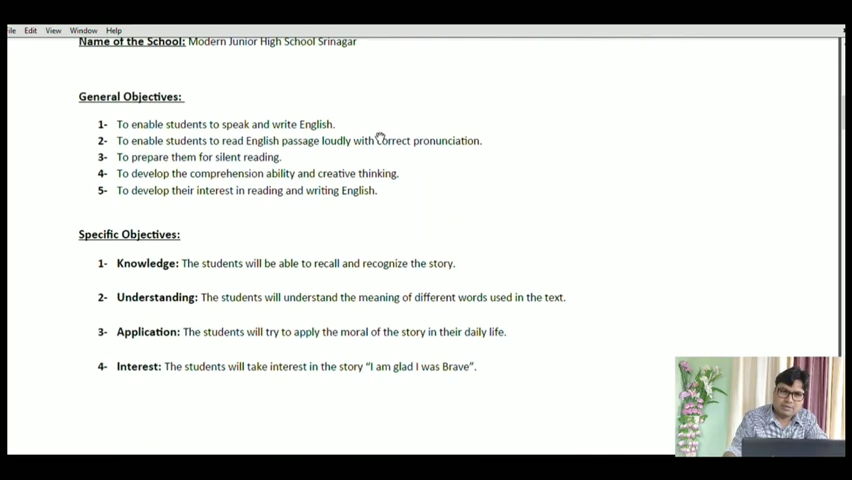 File Edit View Window Help
Name of the School: Modern Junior High School Srinagar
General Objectives:
1- To enable students to speak and write English.
2- To enable students to read English passage loudly with correct pronunciation.
3- To prepare them for silent reading.
4- To develop the comprehension ability and creative thinking.
5- To develop their interest in reading and writing English.
Specific Objectives:
1- Knowledge: The students will be able to recall and recognize the story.
2- Understanding: The students will understand the meaning of different words used in the text.
3- Application: The students will try to apply the moral of the story in their daily life.
4- Interest: The students will take interest in the story “I am glad I was Brave”.